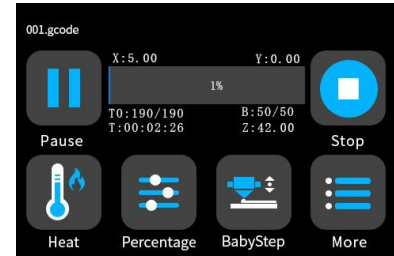 001.gcode
X:5.00 Y:0.00
1%
T0:190/190 B:50/50
T:00:02:26 Z:42.00
Pause Stop
Heat Percentage BabyStep More